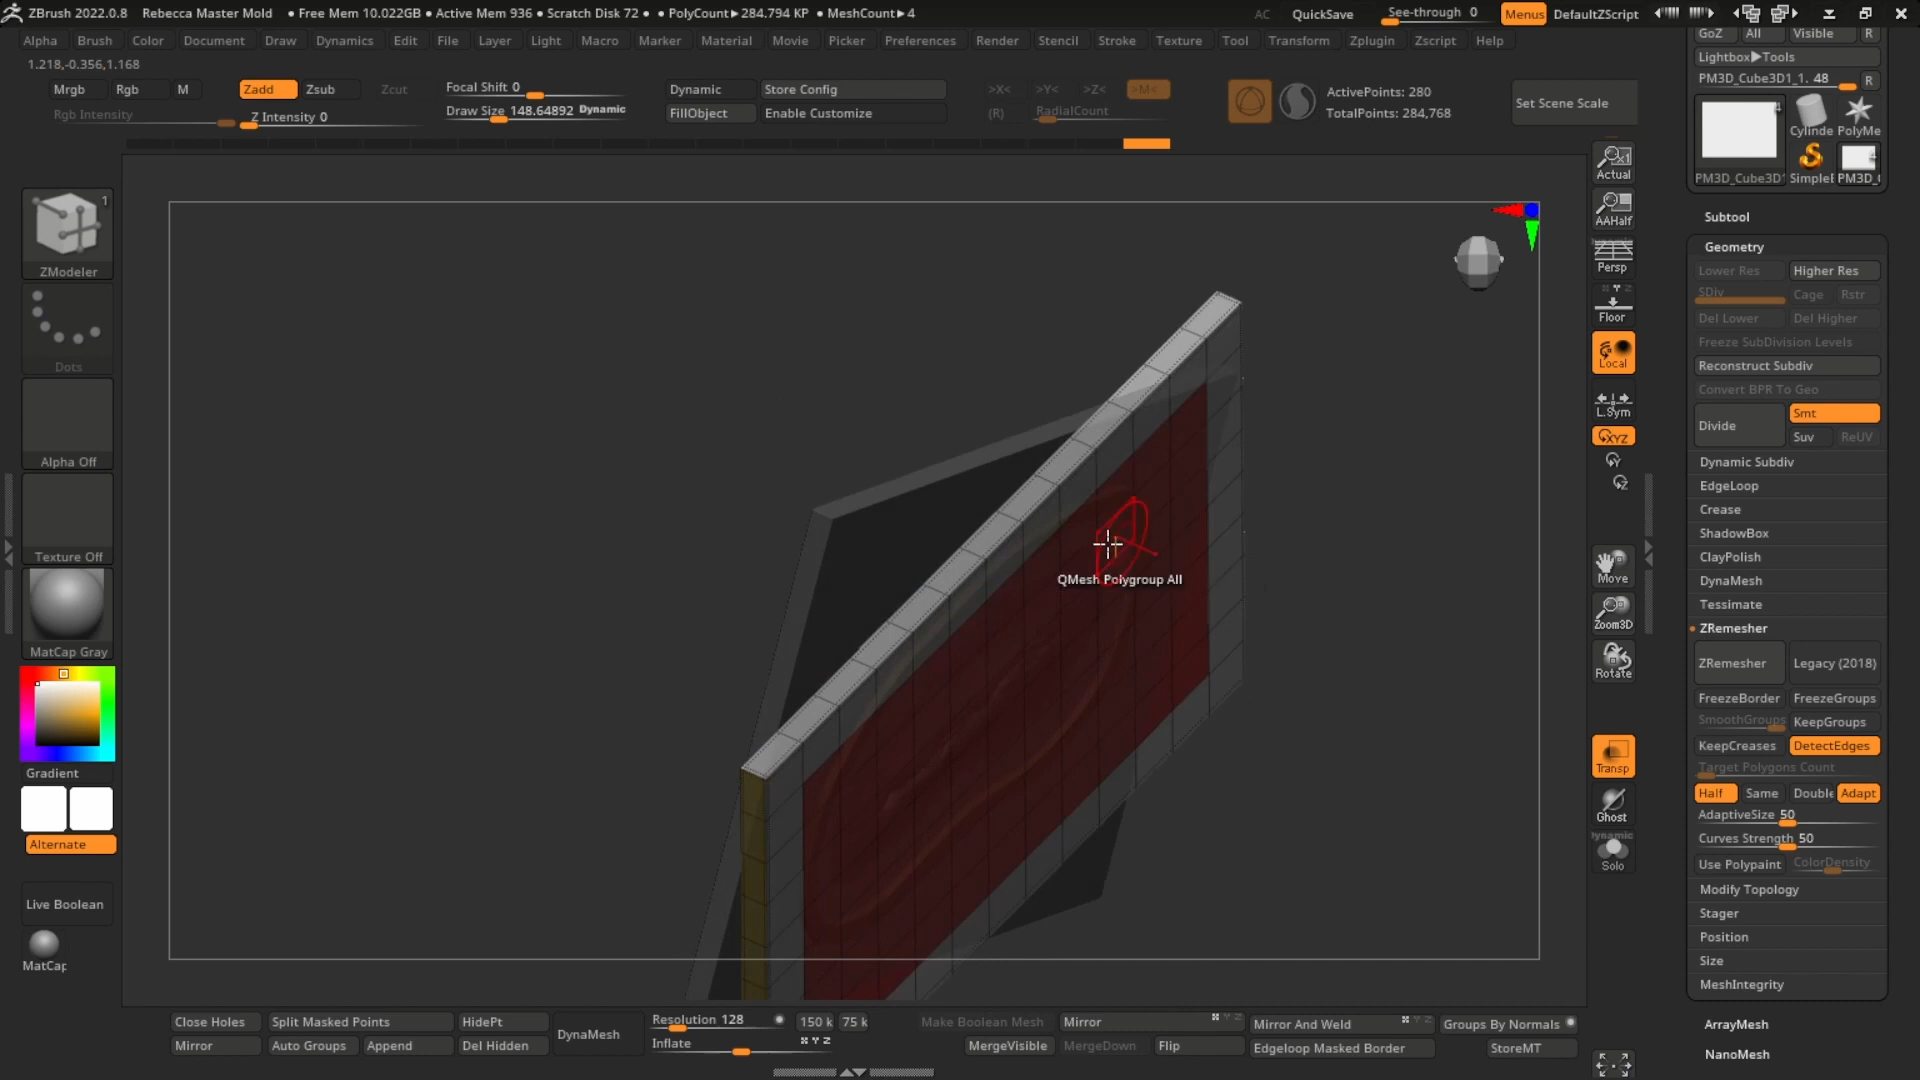 ZBrush 2022.0.8 Rebecca Master Mold • Free Mem 10.022GB • Active Mem 936 • Scratch Disk 72 • • PolyCount▶284.794 KP • MeshCount▶4 AC QuickSave See-through 0 Menus DefaultZScript
Alpha Brush Color Document Draw Dynamics Edit File Layer Light Macro Marker Material Movie Picker Preferences Render Stencil Stroke Texture Tool Transform Zplugin Zscript Help
1.218,-0.356,1.168
Mrgb Rgb M Zadd Zsub Zcut Focal Shift 0 Dynamic Store Config >X< >Y< >Z< >M< ActivePoints: 280
Rgb Intensity Z Intensity 0 Draw Size 148.64892 Dynamic FillObject Enable Customize (R) RadialCount TotalPoints: 284,768
Set Scene Scale
GoZ All Visible R
Lightbox▶Tools
PM3D_Cube3D1_1. 48 R
4
Cylinde PolyMe
4
PM3D_Cube3D1 SimpleB PM3D_C
Subtool
Geometry
Lower Res Higher Res
SDiv Cage Rstr
Del Lower Del Higher
Freeze SubDivision Levels
Reconstruct Subdiv
Convert BPR To Geo
Divide Smt
Suv ReUV
Dynamic Subdiv
EdgeLoop
Crease
ShadowBox
ClayPolish
DynaMesh
Tessimate
ZRemesher
ZRemesher Legacy (2018)
FreezeBorder FreezeGroups
SmoothGroups KeepGroups
KeepCreases DetectEdges
Target Polygons Count
Half Same Double Adapt
AdaptiveSize 50
Curves Strength 50
Use Polypaint ColorDensity
Modify Topology
Stager
Position
Size
MeshIntegrity
ArrayMesh
NanoMesh
1
ZModeler
Dots
Alpha Off
Texture Off
MatCap Gray
Gradient
Alternate
Live Boolean
MatCap
QMesh Polygroup All
Actual
AAHalf
Persp
Floor
Local
L.Sym
XYZ
Y
Z
Move
Zoom3D
Rotate
Transp
Ghost
Dynamic
Solo
Close Holes Split Masked Points HidePt DynaMesh Resolution 128 150 k 75 k Make Boolean Mesh Mirror Mirror And Weld Groups By Normals
Mirror Auto Groups Append Del Hidden Inflate X Y Z MergeVisible MergeDown Flip Edgeloop Masked Border StoreMT